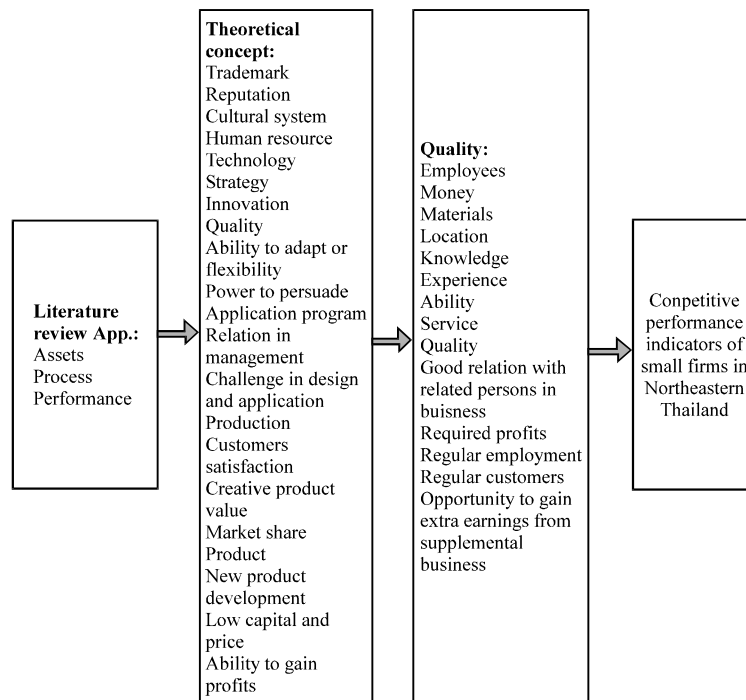 Literature
review App.:
Assets
Process
Performance
Theoretical
concept:
Trademark
Reputation
Cultural system
Human resource
Technology
Strategy
Innovation
Quality
Ability to adapt or
flexibility
Power to persuade
Application program
Relation in
management
Challenge in design
and application
Production
Customers
satisfaction
Creative product
value
Market share
Product
New product
development
Low capital and
price
Ability to gain
profits
Quality:
Employees
Money
Materials
Location
Knowledge
Experience
Ability
Service
Quality
Good relation with
related persons in
buisness
Required profits
Regular employment
Regular customers
Opportunity to gain
extra earnings from
supplemental
business
Conpetitive
performance
indicators of
small firms in
Northeastern
Thailand